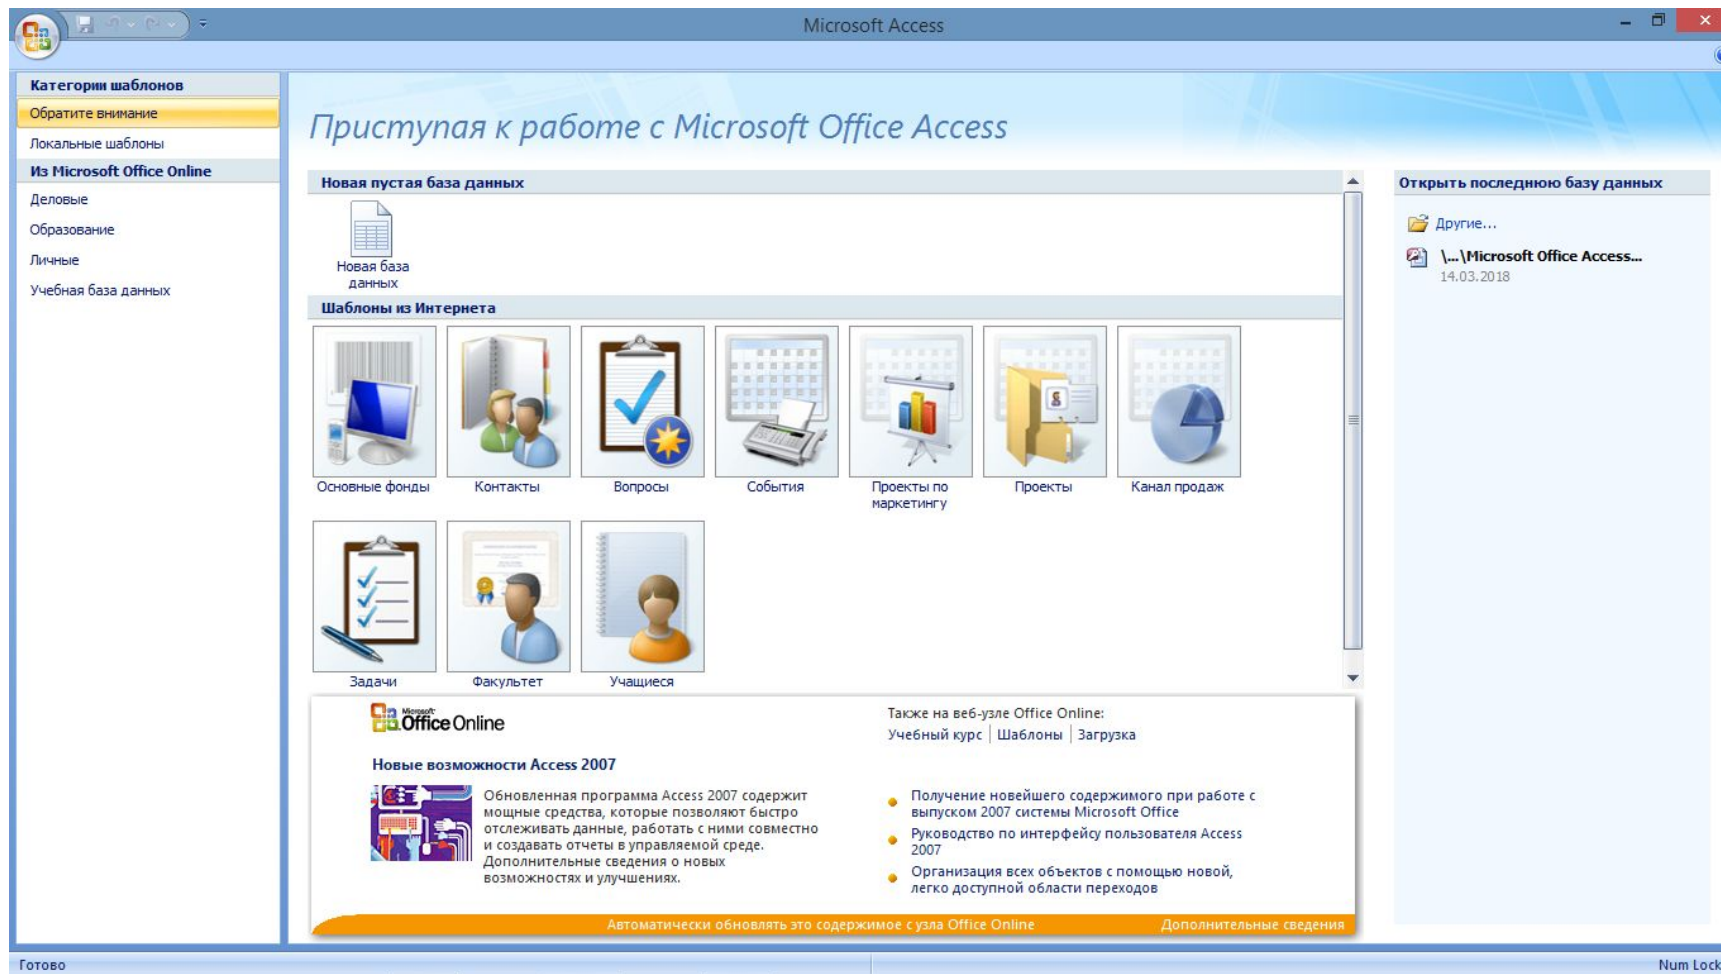 Microsoft Access
Категории шаблонов
Обратите внимание
Локальные шаблоны
Из Microsoft Office Online
Деловые
Образование
Личные
Учебная база данных
Приступая к работе с Microsoft Office Access
Новая пустая база данных
Новая база
данных
Шаблоны из Интернета
Основные фонды
Контакты
Вопросы
События
Проекты по
маркетингу
Проекты
Канал продаж
Задачи
Факультет
Учащиеся
Microsoft
Office Online
Новые возможности Access 2007
Обновленная программа Access 2007 содержит
мощные средства, которые позволяют быстро
отслеживать данные, работать с ними совместно
и создавать отчеты в управляемой среде.
Дополнительные сведения о новых
возможностях и улучшениях.
Также на веб-узле Office Online:
Учебный курс | Шаблоны | Загрузка
Получение новейшего содержимого при работе с
выпуском 2007 системы Microsoft Office
Руководство по интерфейсу пользователя Access
2007
Организация всех объектов с помощью новой,
легко доступной области переходов
Автоматически обновлять это содержимое с узла Office Online
Дополнительные сведения
Открыть последнюю базу данных
Другие...
\...\Microsoft Office Access...
14.03.2018
Готово
Num Lock